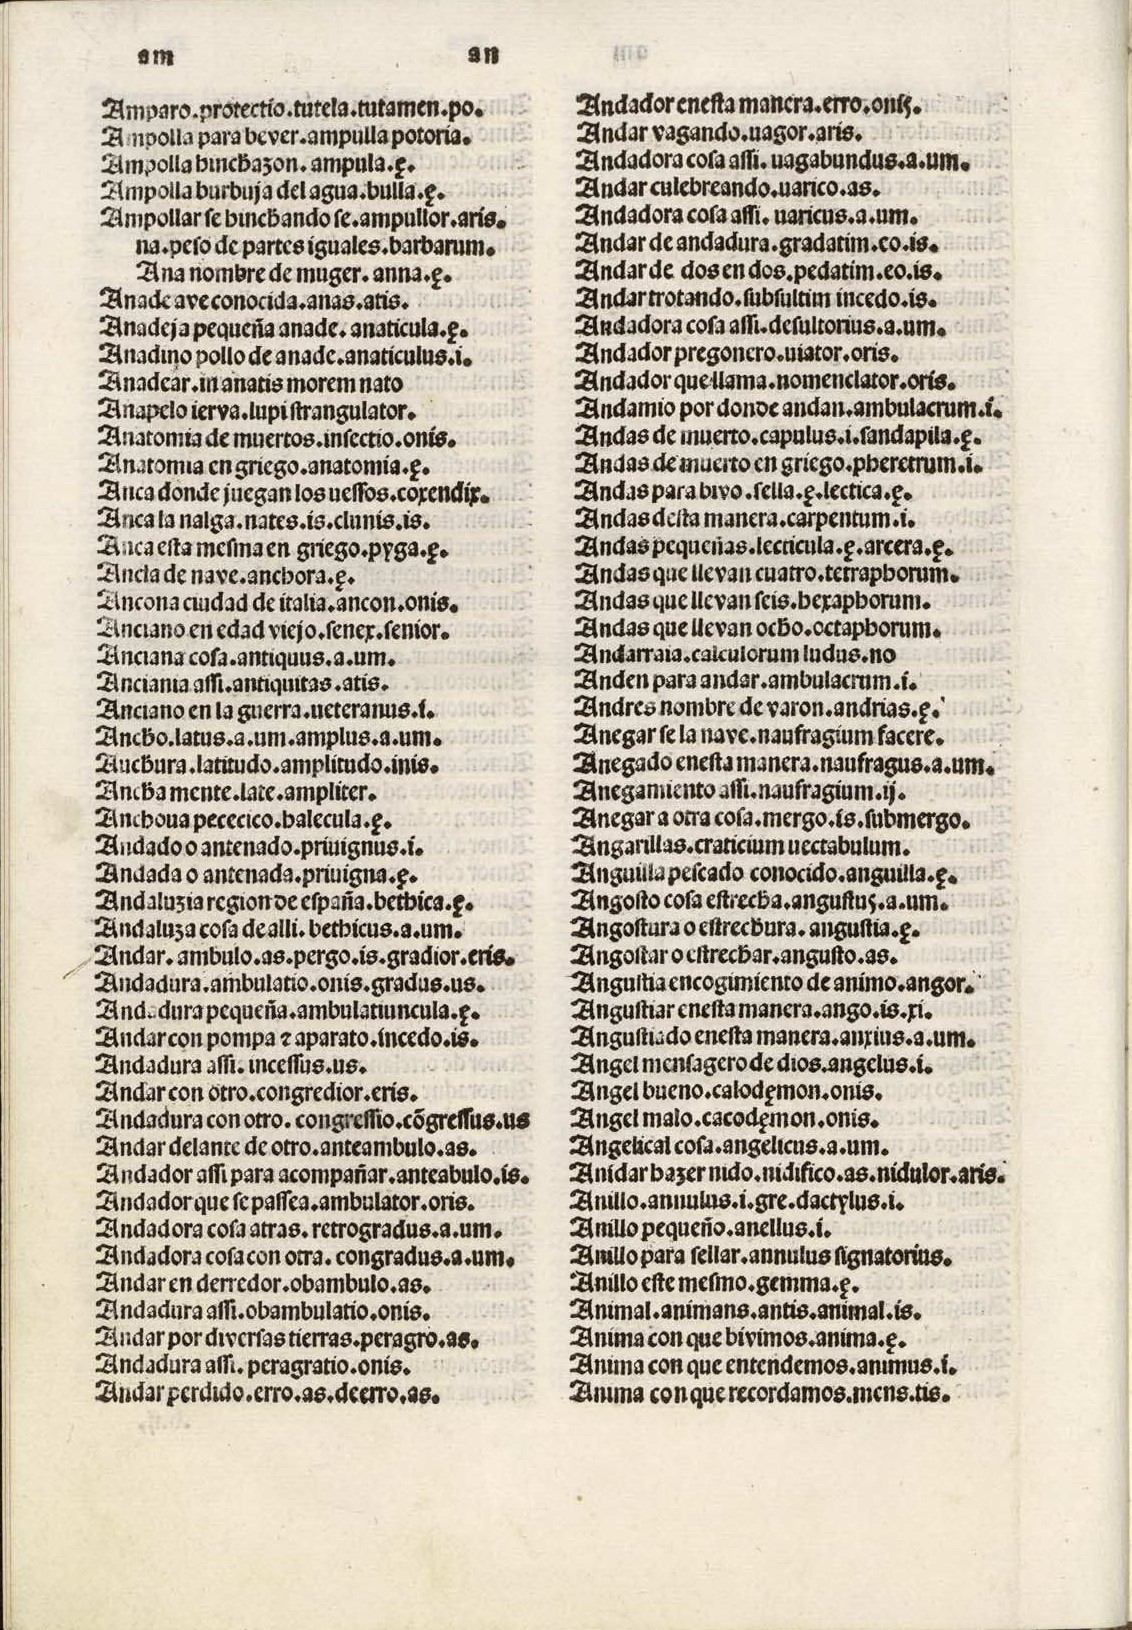 am
an
Amparo.protectio.tutela.tutamen.po.
Ampolla para bever.ampulla potoria.
Ampolla hinchazon.ampula.ę.
Ampolla burbuja del agua.bulla.ę.
Ampollar se hinchando se.ampullor.aris.
na.peso de partes iguales.barbarum.
Ana nombre de muger.anna.ę.
Anade ave conocida.anas.atis.
Anadeja pequeña anade.anaticula.ę.
Anadino pollo de anade.anaticulus.i.
Anadear.in anatis morem nato
Anapelo ierva.lupi strangulator.
Anatomia de muertos.insectio.onis.
Anatomia en griego.anatomia.ę.
Anca donde juegan los uessos.coxendix.
Anca la nalga.nates.is.clunis.is.
Anca esta mesma en griego.pyga.ę.
Ancla de nave.anchora.ę.
Ancona ciudad de italia.ancon.onis.
Anciano en edad viejo.senex.senior.
Anciana cosa.antiquus.a.um.
Anciania assi.antiquitas.atis.
Anciano en la guerra.ueteranus.i.
Ancho.latus.a.um.amplus.a.um.
Auchura.latitudo.amplitudo.inis.
Ancha mente.late.ampliter.
Anchova pececico.halecula.ę.
Andado o antenado.privignus.i.
Andada o antenada.privigna.ę.
Andaluzia region de españa.bethica.ę.
Andaluza cosa de alli.bethicus.a.um.
Andar.ambulo.as.pergo.is.gradior.eris.
Andadura.ambulatio.onis.gradus.us.
Andadura pequeña.ambulatiuncula.ę.
Andar con pompa ⁊ aparato.incedo.is.
Andadura assi.incessus.us.
Andar con otro.congredior.eris.
Andadura con otro.congressio.cõgressus.us
Andar delante de otro.anteambulo.as.
Andador assi para acompañar.anteabulo.is.
Andador que se passea.ambulator.oris.
Andadora cosa atras.retrogradus.a.um.
Andadora cosa con otra.congradus.a.um.
Andar en derredor.obambulo.as.
Andadura assi.obambulatio.onis.
Andar por diversas tierras.peragro.as.
Andadura assi.peragratio.onis.
Andar perdido.erro.as.deerro.as.
Andador enesta manera.erro.onis.
Andar vagando.uagor.aris.
Andadora cosa assi.uagabundus.a.um.
Andar culebreando.uarico.as.
Andadora cosa assi.uaricus.a.um.
Andar de andadura.gradatim.eo.is.
Andar de dos en dos.pedatim.eo.is.
Andar trotando.subsultim incedo.is.
Andadora cosa assi.desultorius.a.um.
Andador pregonero.uiator.oris.
Andador que llama.nomenclator.oris.
Andamio por donde andan.ambulacrum.i.
Andas de muerto.capulus.i.sandapila.ę.
Andas de muerto en griego.pheretrum.i.
Andas para bivo.sella.ę.lectica.ę.
Andas desta manera.carpentum.i.
Andas pequeñas.lecticula.ę.arcera.ę.
Andas que llevan cuatro.tetraphorum.
Andas que llevan seis.hexaphorum.
Andas que llevan ocho.octaphorum.
Andarraia.calculorum ludus.no
Anden para andar.ambulacrum.i.
Andres nombre de varon.andrias.ę.
Anegar se la nave.naufragium facere.
Anegado enesta manera.naufragus.a.um.
Anegamiento assi.naufragium.ij.
Anegar a otra cosa.mergo.is.submergo.
Angarillas.craticium uectabulum.
Anguilla pescado conocido.anguilla.ę.
Angosto cosa estrecha.angustus.a.um.
Angostura o estrechura.angustia.ę.
Angostar o estrechar.angusto.as.
Angustia encogimiento de animo.angor.
Angustiar enesta manera.ango.is.xi.
Angustiado enesta manera.anxius.a.um.
Angel mensagero de dios.angelus.i.
Angel bueno.calodęmon.onis.
Angel malo.cacodęmon.onis.
Angelical cosa.angelicus.a.um.
Anidar hazer nido.nidifico.as.nidulor.aris.
Anillo.annulus.i.gre.dactylus.i.
Anillo pequeño.anellus.i.
Anillo para sellar.annulus signatorius.
Anillo este mesmo.gemma.ę.
Animal.animans.antis.animal.is.
Anima con que bivimos.anima.ę.
Anima con que entendemos.animus.i.
Anima con que recordamos.mens.tis.